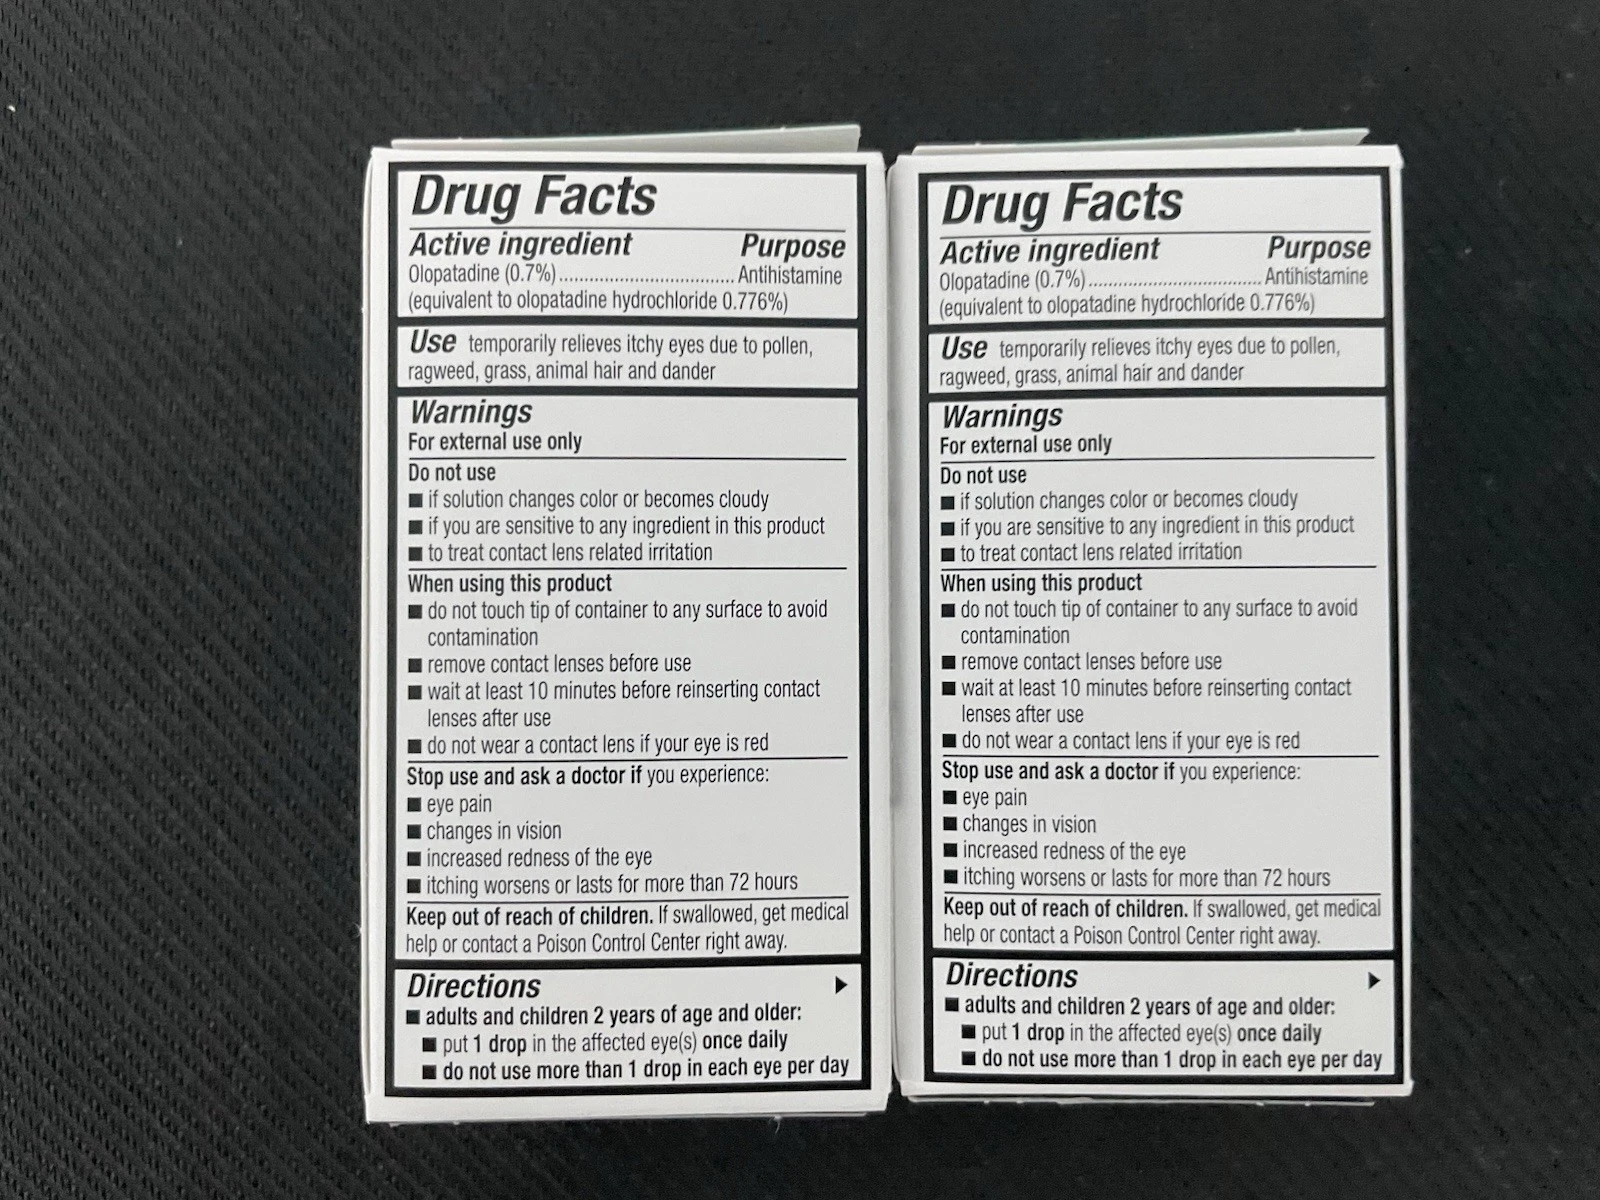 Drug Facts
Active ingredient Purpose
Olopatadine (0.7%)................................Antihistamine
(equivalent to olopatadine hydrochloride 0.776%)
Use temporarily relieves itchy eyes due to pollen,
ragweed, grass, animal hair and dander
Warnings
For external use only
Do not use
■ if solution changes color or becomes cloudy
■ if you are sensitive to any ingredient in this product
■ to treat contact lens related irritation
When using this product
■ do not touch tip of container to any surface to avoid
contamination
■ remove contact lenses before use
■ wait at least 10 minutes before reinserting contact
lenses after use
■ do not wear a contact lens if your eye is red
Stop use and ask a doctor if you experience:
■ eye pain
■ changes in vision
■ increased redness of the eye
■ itching worsens or lasts for more than 72 hours
Keep out of reach of children. If swallowed, get medical
help or contact a Poison Control Center right away.
Directions ▶
■ adults and children 2 years of age and older:
■ put 1 drop in the affected eye(s) once daily
■ do not use more than 1 drop in each eye per day
Drug Facts
Active ingredient Purpose
Olopatadine (0.7%)................................Antihistamine
(equivalent to olopatadine hydrochloride 0.776%)
Use temporarily relieves itchy eyes due to pollen,
ragweed, grass, animal hair and dander
Warnings
For external use only
Do not use
■ if solution changes color or becomes cloudy
■ if you are sensitive to any ingredient in this product
■ to treat contact lens related irritation
When using this product
■ do not touch tip of container to any surface to avoid
contamination
■ remove contact lenses before use
■ wait at least 10 minutes before reinserting contact
lenses after use
■ do not wear a contact lens if your eye is red
Stop use and ask a doctor if you experience:
■ eye pain
■ changes in vision
■ increased redness of the eye
■ itching worsens or lasts for more than 72 hours
Keep out of reach of children. If swallowed, get medical
help or contact a Poison Control Center right away.
Directions ▶
■ adults and children 2 years of age and older:
■ put 1 drop in the affected eye(s) once daily
■ do not use more than 1 drop in each eye per day